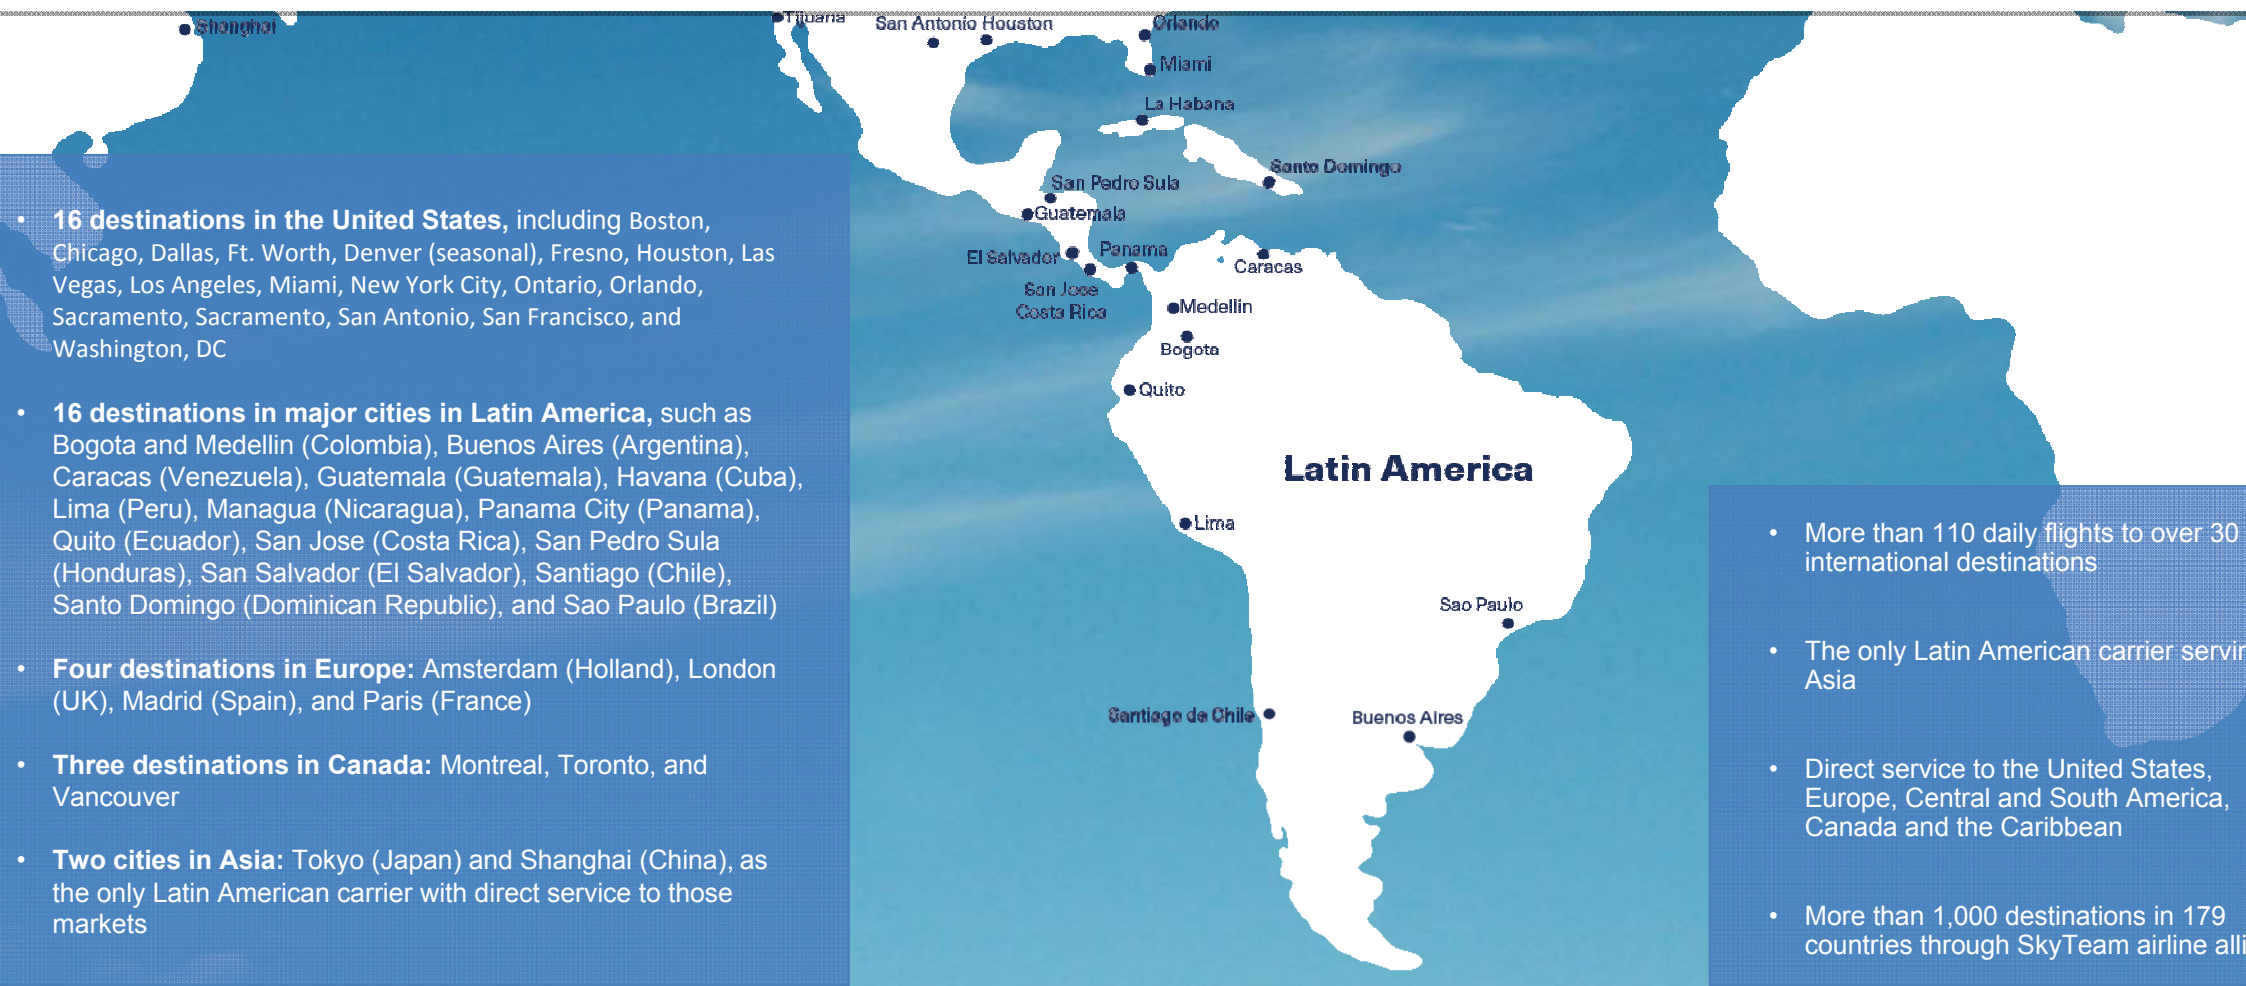 Shanghai
Tijuana
San Antonio Houston
Orlando
Miami
La Habana
Santo Domingo
San Pedro Sula
Guatemala
El Salvador
Panama
Caracas
San Jose
Costa Rica
Medellin
Bogota
Quito
Latin America
Lima
Sao Paulo
Santiago de Chile
Buenos Aires
• 16 destinations in the United States, including Boston,
Chicago, Dallas, Ft. Worth, Denver (seasonal), Fresno, Houston, Las
Vegas, Los Angeles, Miami, New York City, Ontario, Orlando,
Sacramento, Sacramento, San Antonio, San Francisco, and
Washington, DC
• 16 destinations in major cities in Latin America, such as
Bogota and Medellin (Colombia), Buenos Aires (Argentina),
Caracas (Venezuela), Guatemala (Guatemala), Havana (Cuba),
Lima (Peru), Managua (Nicaragua), Panama City (Panama),
Quito (Ecuador), San Jose (Costa Rica), San Pedro Sula
(Honduras), San Salvador (El Salvador), Santiago (Chile),
Santo Domingo (Dominican Republic), and Sao Paulo (Brazil)
• Four destinations in Europe: Amsterdam (Holland), London
(UK), Madrid (Spain), and Paris (France)
• Three destinations in Canada: Montreal, Toronto, and
Vancouver
• Two cities in Asia: Tokyo (Japan) and Shanghai (China), as
the only Latin American carrier with direct service to those
markets
• More than 110 daily flights to over 30
international destinations
• The only Latin American carrier
Asia
• Direct service to the United States,
Europe, Central and South America,
Canada and the Caribbean
• More than 1,000 destinations in 179
countries through SkyTeam airline